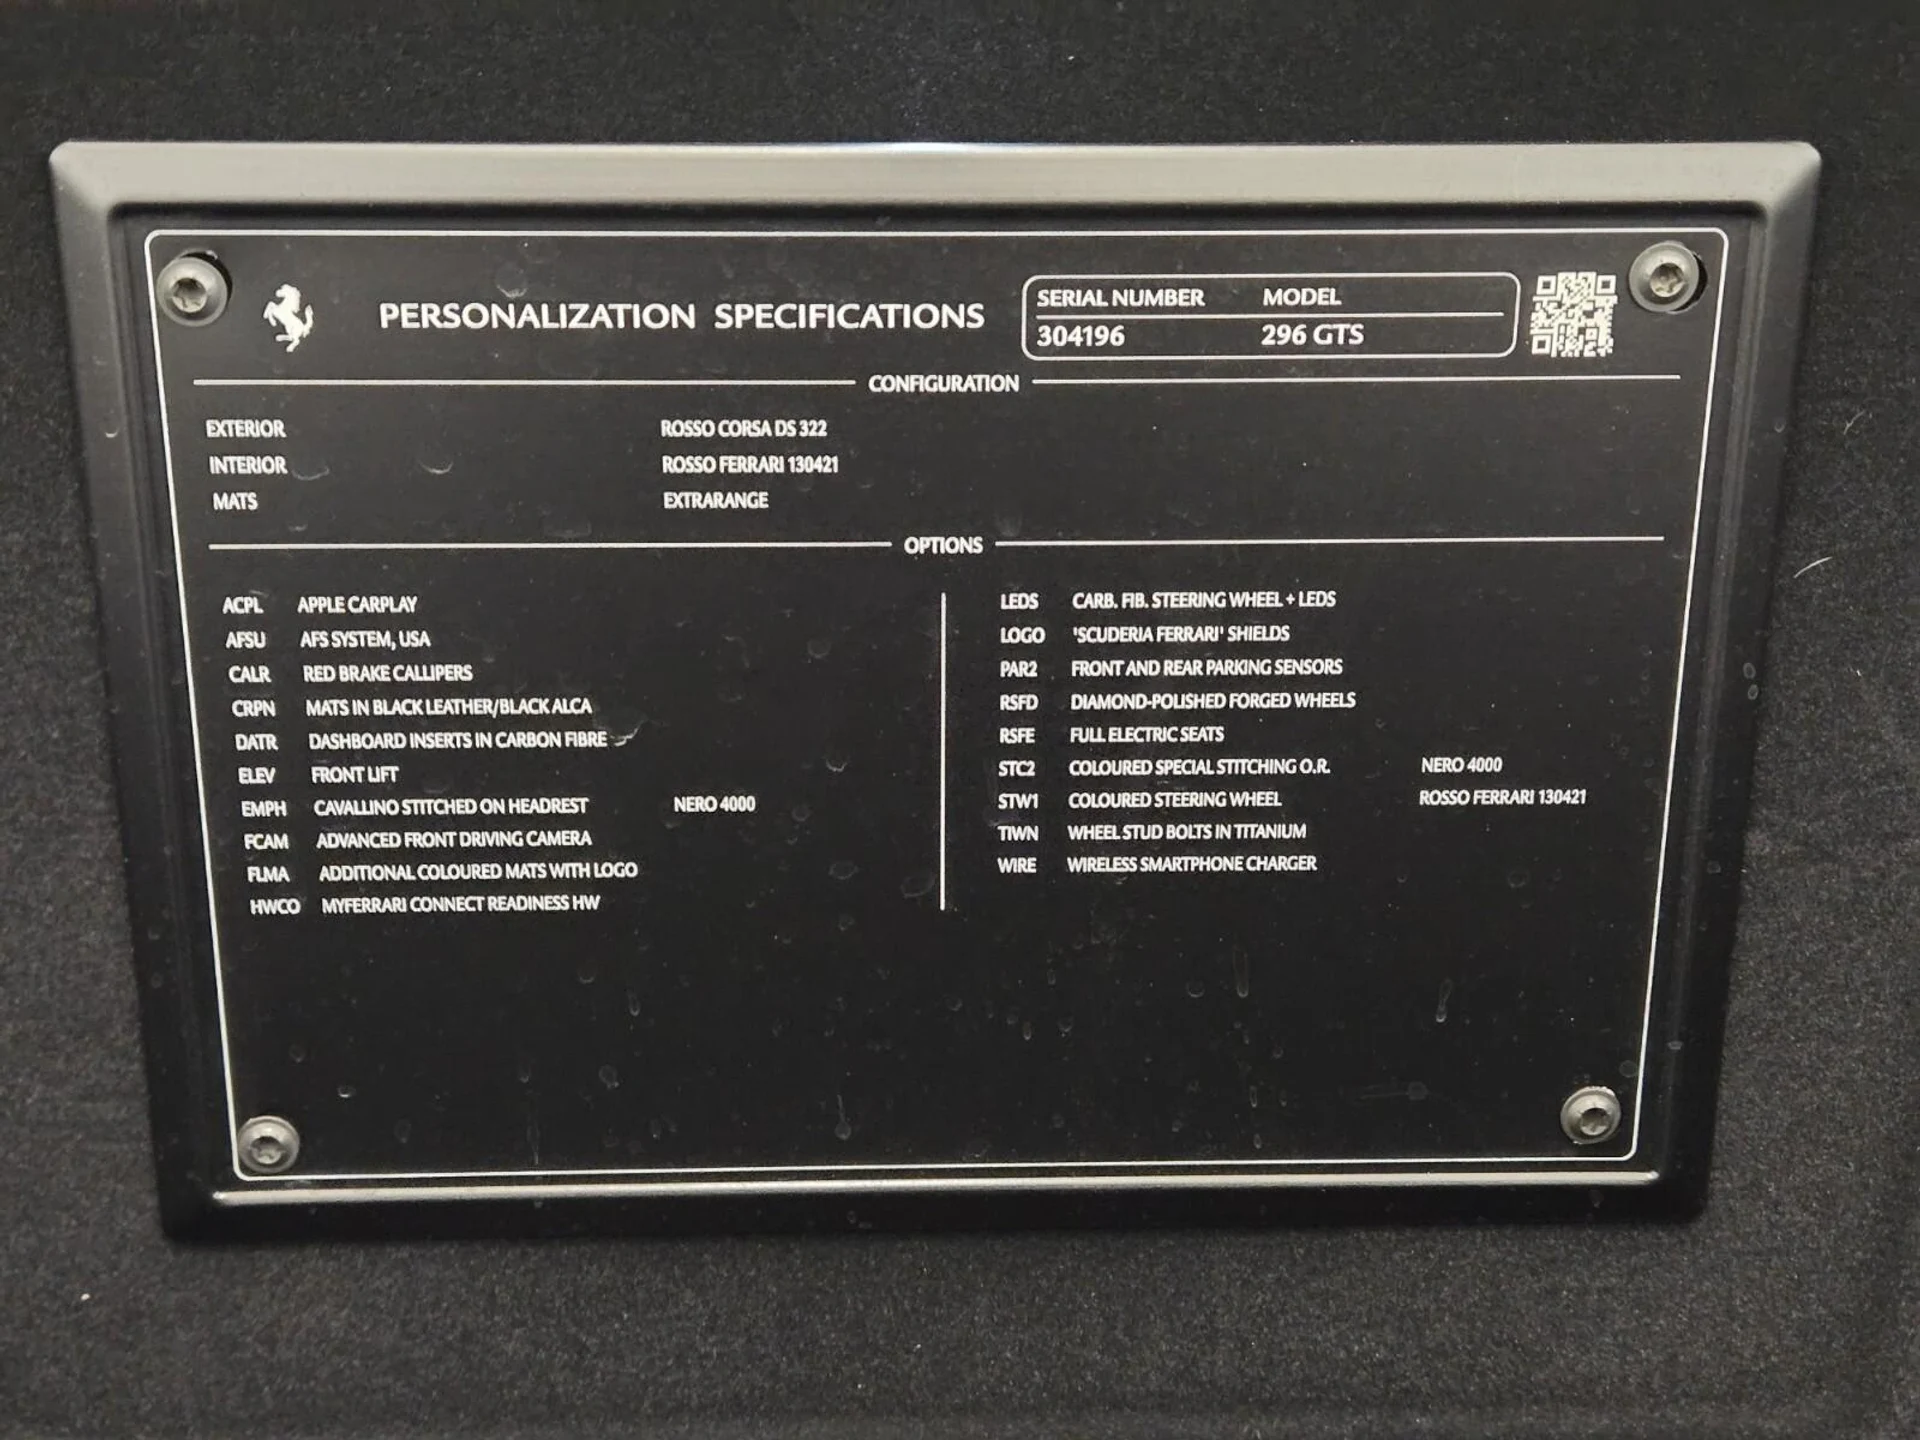 PERSONALIZATION SPECIFICATIONS
SERIAL NUMBER MODEL
304196 296 GTS
CONFIGURATION
EXTERIOR ROSSO CORSA DS 322
INTERIOR ROSSO FERRARI 130421
MATS EXTRARANGE
OPTIONS
ACPL APPLE CARPLAY
AFSU AFS SYSTEM, USA
CALR RED BRAKE CALLIPERS
CRPN MATS IN BLACK LEATHER/BLACK ALCA
DATR DASHBOARD INSERTS IN CARBON FIBRE
ELEV FRONT LIFT
EMPH CAVALLINO STITCHED ON HEADREST NERO 4000
FCAM ADVANCED FRONT DRIVING CAMERA
FLMA ADDITIONAL COLOURED MATS WITH LOGO
HWCO MYFERRARI CONNECT READINESS HW
LEDS CARB. FIB. STEERING WHEEL + LEDS
LOGO 'SCUDERIA FERRARI' SHIELDS
PAR2 FRONT AND REAR PARKING SENSORS
RSFD DIAMOND-POLISHED FORGED WHEELS
RSFE FULL ELECTRIC SEATS
STC2 COLOURED SPECIAL STITCHING O.R. NERO 4000
STW1 COLOURED STEERING WHEEL ROSSO FERRARI 130421
TIWN WHEEL STUD BOLTS IN TITANIUM
WIRE WIRELESS SMARTPHONE CHARGER